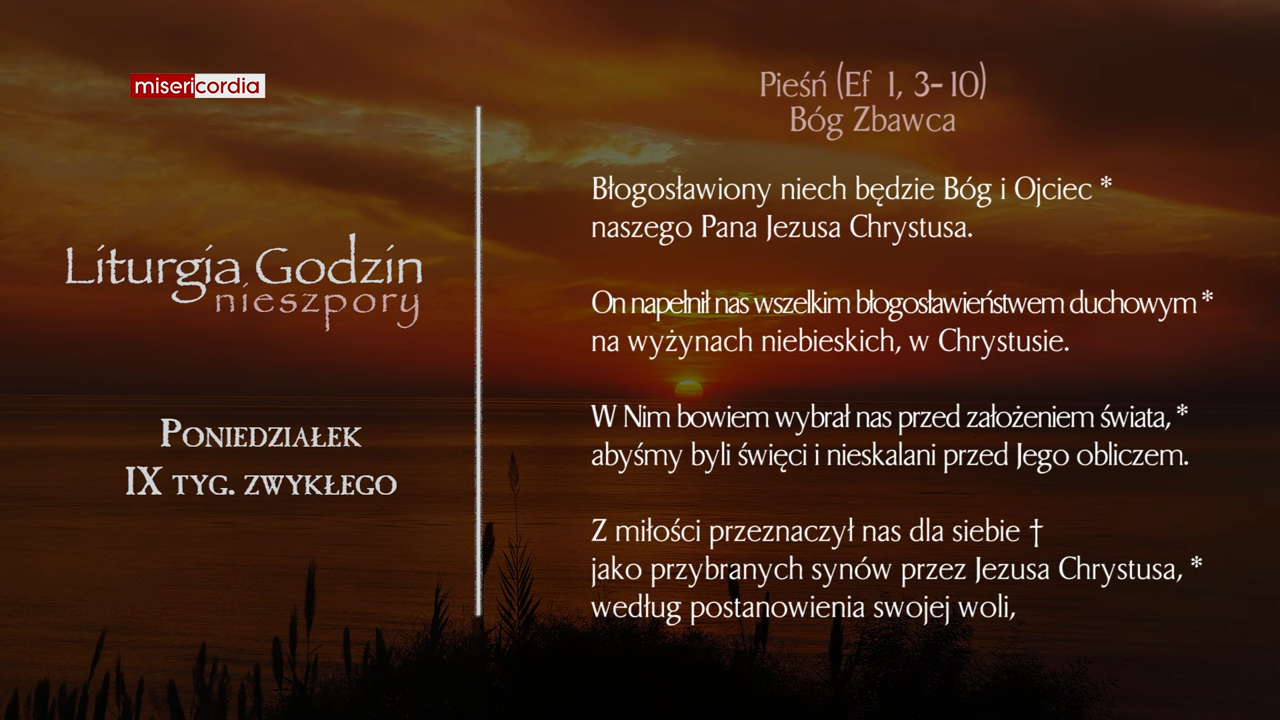 misericordia
Liturgia Godzin
nieszpory
Poniedziałek
IX tyg. zwykłego
Pieśń (Ef 1, 3-10)
Bóg Zbawca
Błogosławiony niech będzie Bóg i Ojciec *
naszego Pana Jezusa Chrystusa.
On napełnił nas wszelkim błogosławieństwem duchowym *
na wyżynach niebieskich, w Chrystusie.
W Nim bowiem wybrał nas przed założeniem świata, *
abyśmy byli święci i nieskalani przed Jego obliczem.
Z miłości przeznaczył nas dla siebie †
jako przybranych synów przez Jezusa Chrystusa, *
według postanowienia swojej woli,